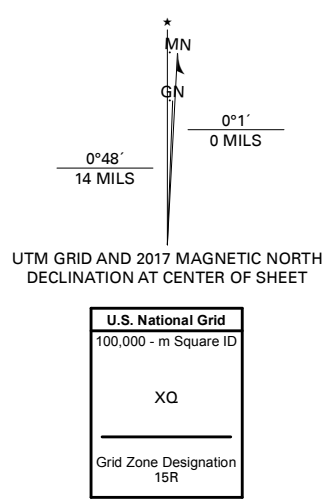 ★
MN
GN
0°1´
0 MILS
0°48´
14 MILS
UTM GRID AND 2017 MAGNETIC NORTH
DECLINATION AT CENTER OF SHEET
U.S. National Grid
100,000 - m Square ID
XQ
Grid Zone Designation
15R